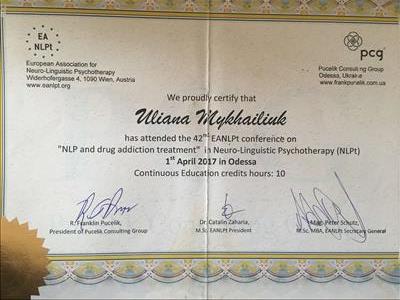 EA
NLPt
European Association for
Neuro-Linguistic Psychotherapy
Widerhofergasse 4, 1090 Wien, Austria
www.eanlpt.org
pcg
Pucelik Consulting Group
Odessa, Ukraine
www.frankpucelik.com.ua
We proudly certify that
Uliana Mykhailiuk
has attended the 42nd EANLPt conference on
"NLP and drug addiction treatment" in Neuro-Linguistic Psychotherapy (NLPt)
1st April 2017 in Odessa
Continuous Education credits hours: 10
R. Franklin Pucelik,
President of Pucelik Consulting Group
Dr. Catalin Zaharia,
M.Sc. EANLPt President
Mag. Peter Schütz,
M.Sc, MBA, EANLPt Secretary General